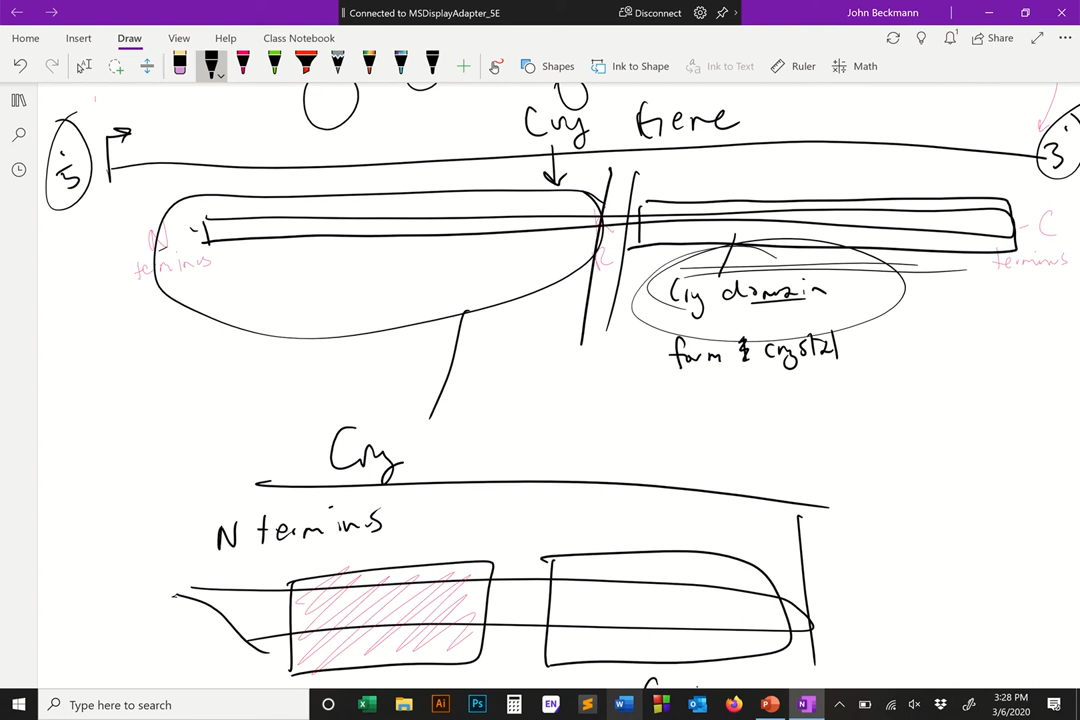 Connected to MSDisplayAdapter_5E
Disconnect
John Beckmann
Home Insert Draw View Help Class Notebook
Share
Shapes
Ink to Shape
Ink to Text
Ruler
Math
Cry Gene
5'
3'
N
terminus
R
C
terminus
Cry domain
form crystal
Cry
N terminus
Type here to search
3:28 PM
3/6/2020